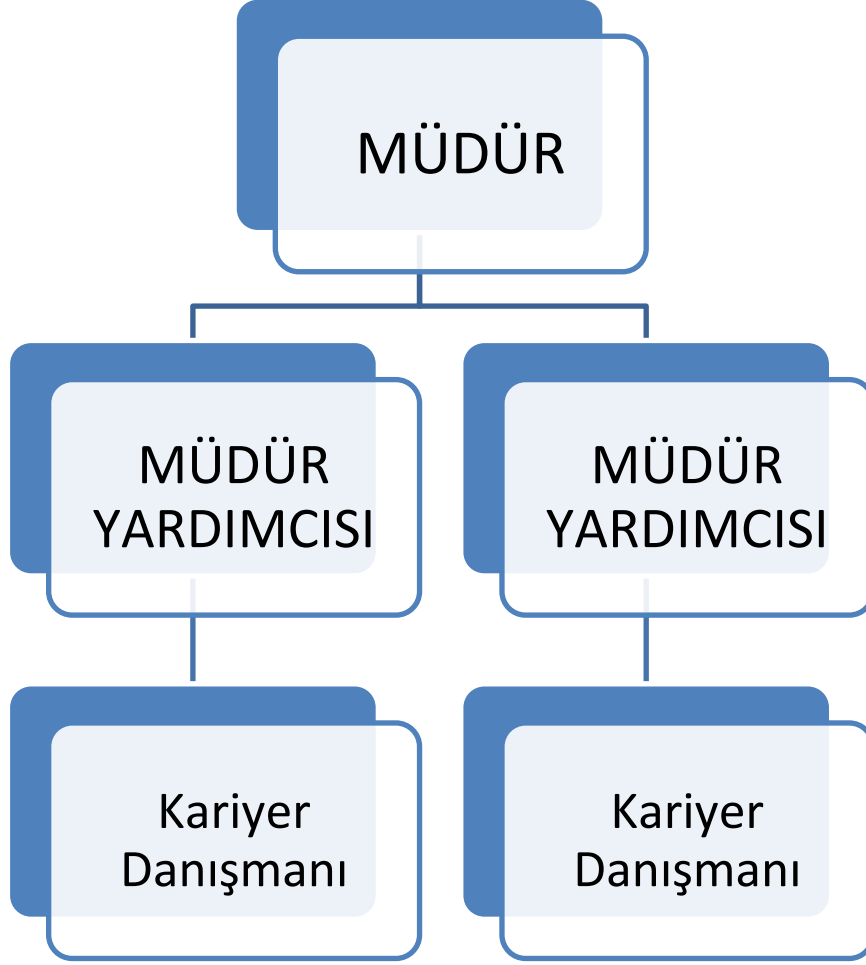 MÜDÜR
MÜDÜR
YARDIMCISI
MÜDÜR
YARDIMCISI
Kariyer
Danışmanı
Kariyer
Danışmanı